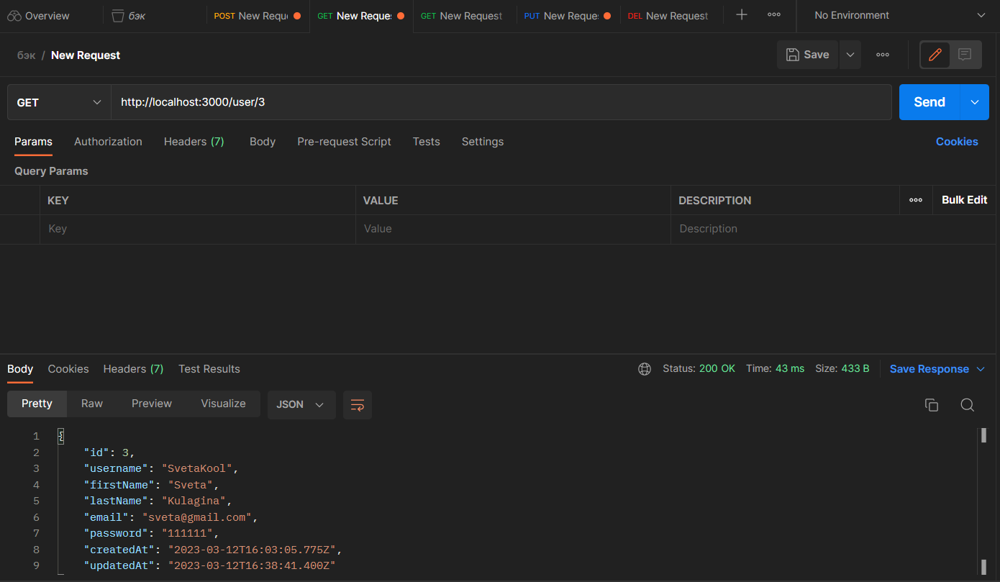 Overview бэк POST New Reque GET New Reques GET New Request PUT New Reques DEL New Request No Environment
бэк / New Request Save
GET http://localhost:3000/user/3 Send
Params Authorization Headers (7) Body Pre-request Script Tests Settings Cookies
Query Params
KEY VALUE DESCRIPTION Bulk Edit
Key Value Description
Body Cookies Headers (7) Test Results Status: 200 OK Time: 43 ms Size: 433 B Save Response
Pretty Raw Preview Visualize JSON
1 {
2 "id": 3,
3 "username": "SvetaKool",
4 "firstName": "Sveta",
5 "lastName": "Kulagina",
6 "email": "sveta@gmail.com",
7 "password": "111111",
8 "createdAt": "2023-03-12T16:03:05.775Z",
9 "updatedAt": "2023-03-12T16:38:41.400Z"